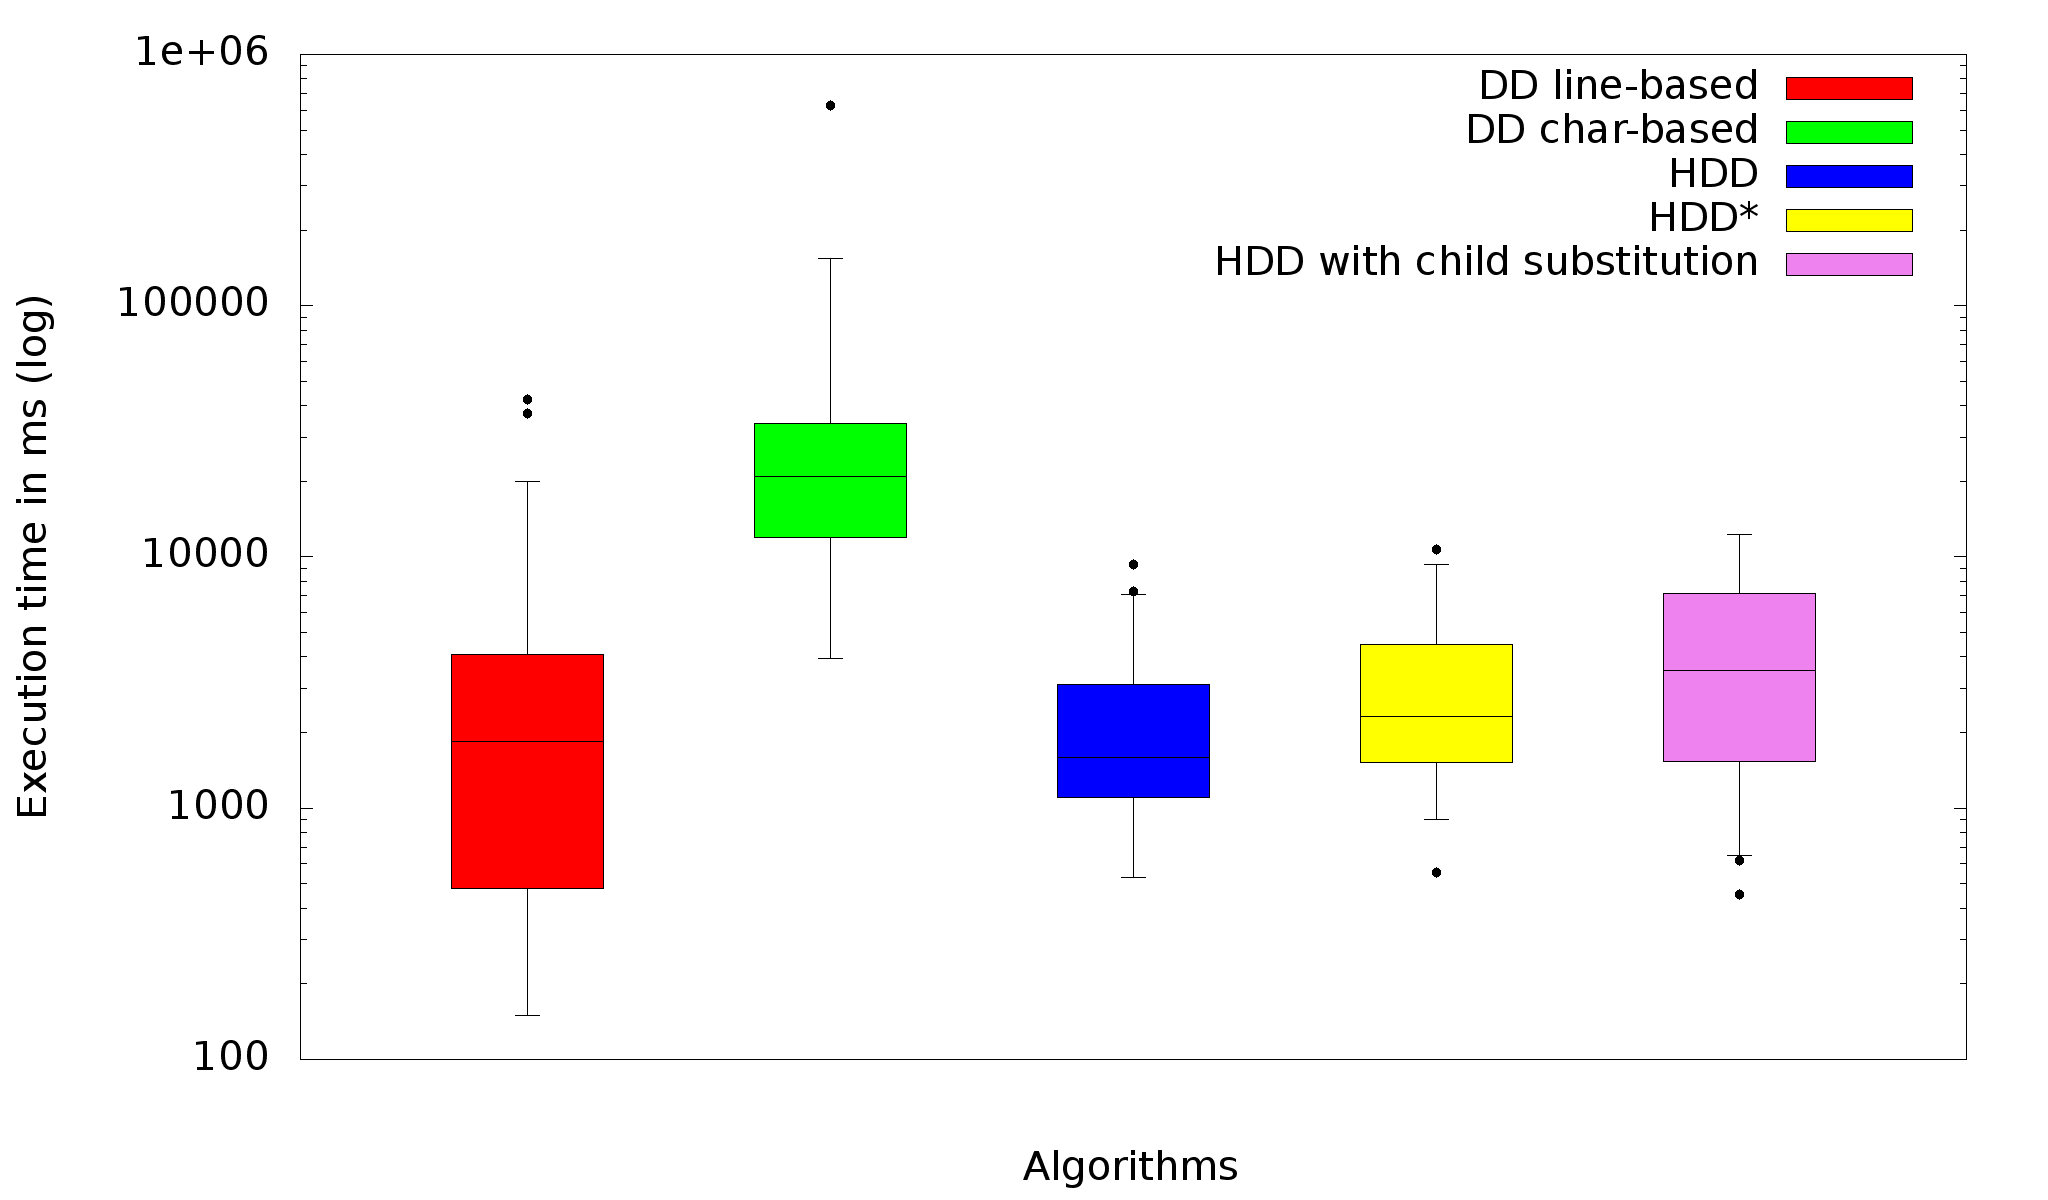 1e+06
100000
10000
1000
100
Execution time in ms (log)
DD line-based
DD char-based
HDD
HDD*
HDD with child substitution
Algorithms